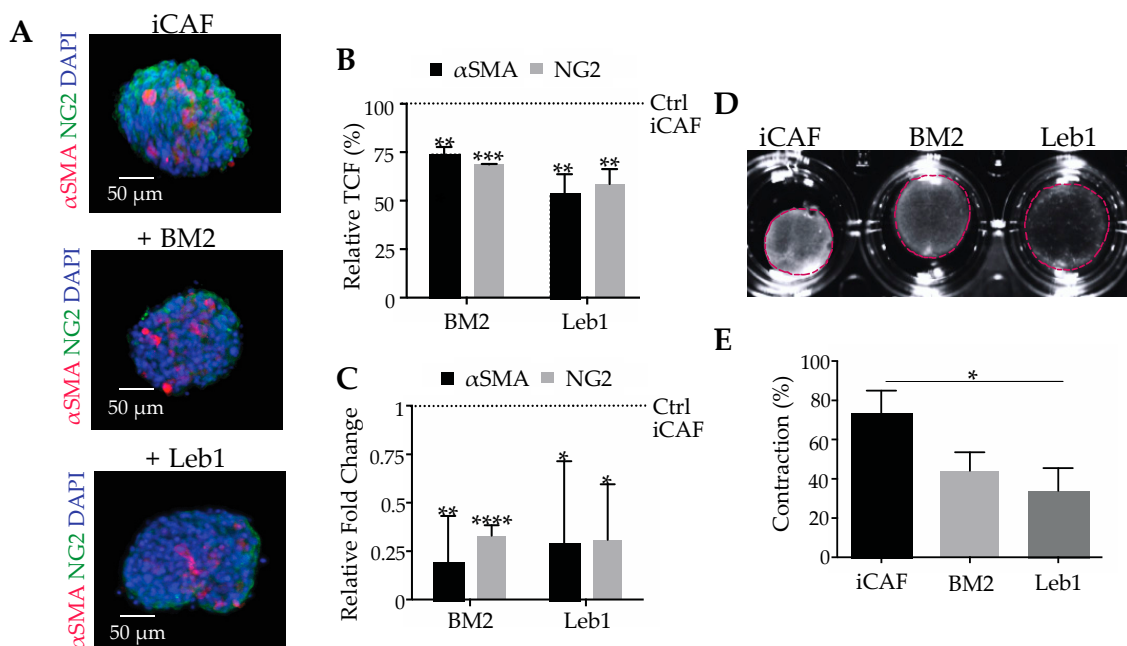 A
iCAF
αSMA NG2 DAPI
50 µm
+ BM2
αSMA NG2 DAPI
50 µm
+ Leb1
αSMA NG2 DAPI
50 µm
B
αSMA NG2
Relative TCF (%)
100
75
50
25
0
Ctrl
iCAF
** *** ** **
BM2 Leb1
C
αSMA NG2
Relative Fold Change
1
0.75
0.5
0.25
0
Ctrl
iCAF
** **** * *
BM2 Leb1
D
iCAF BM2 Leb1
E
Contraction (%)
100
80
60
40
20
0
*
iCAF BM2 Leb1